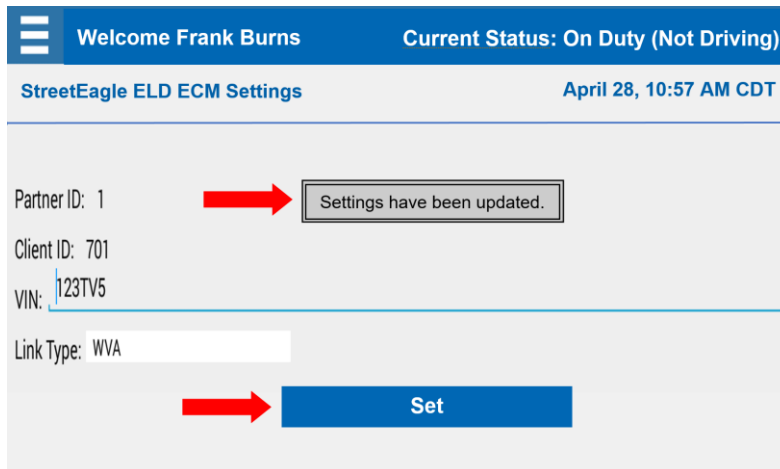 Welcome Frank Burns
Current Status: On Duty (Not Driving)
StreetEagle ELD ECM Settings
April 28, 10:57 AM CDT
Partner ID: 1
Settings have been updated.
Client ID: 701
VIN: 123TV5
Link Type: WVA
Set